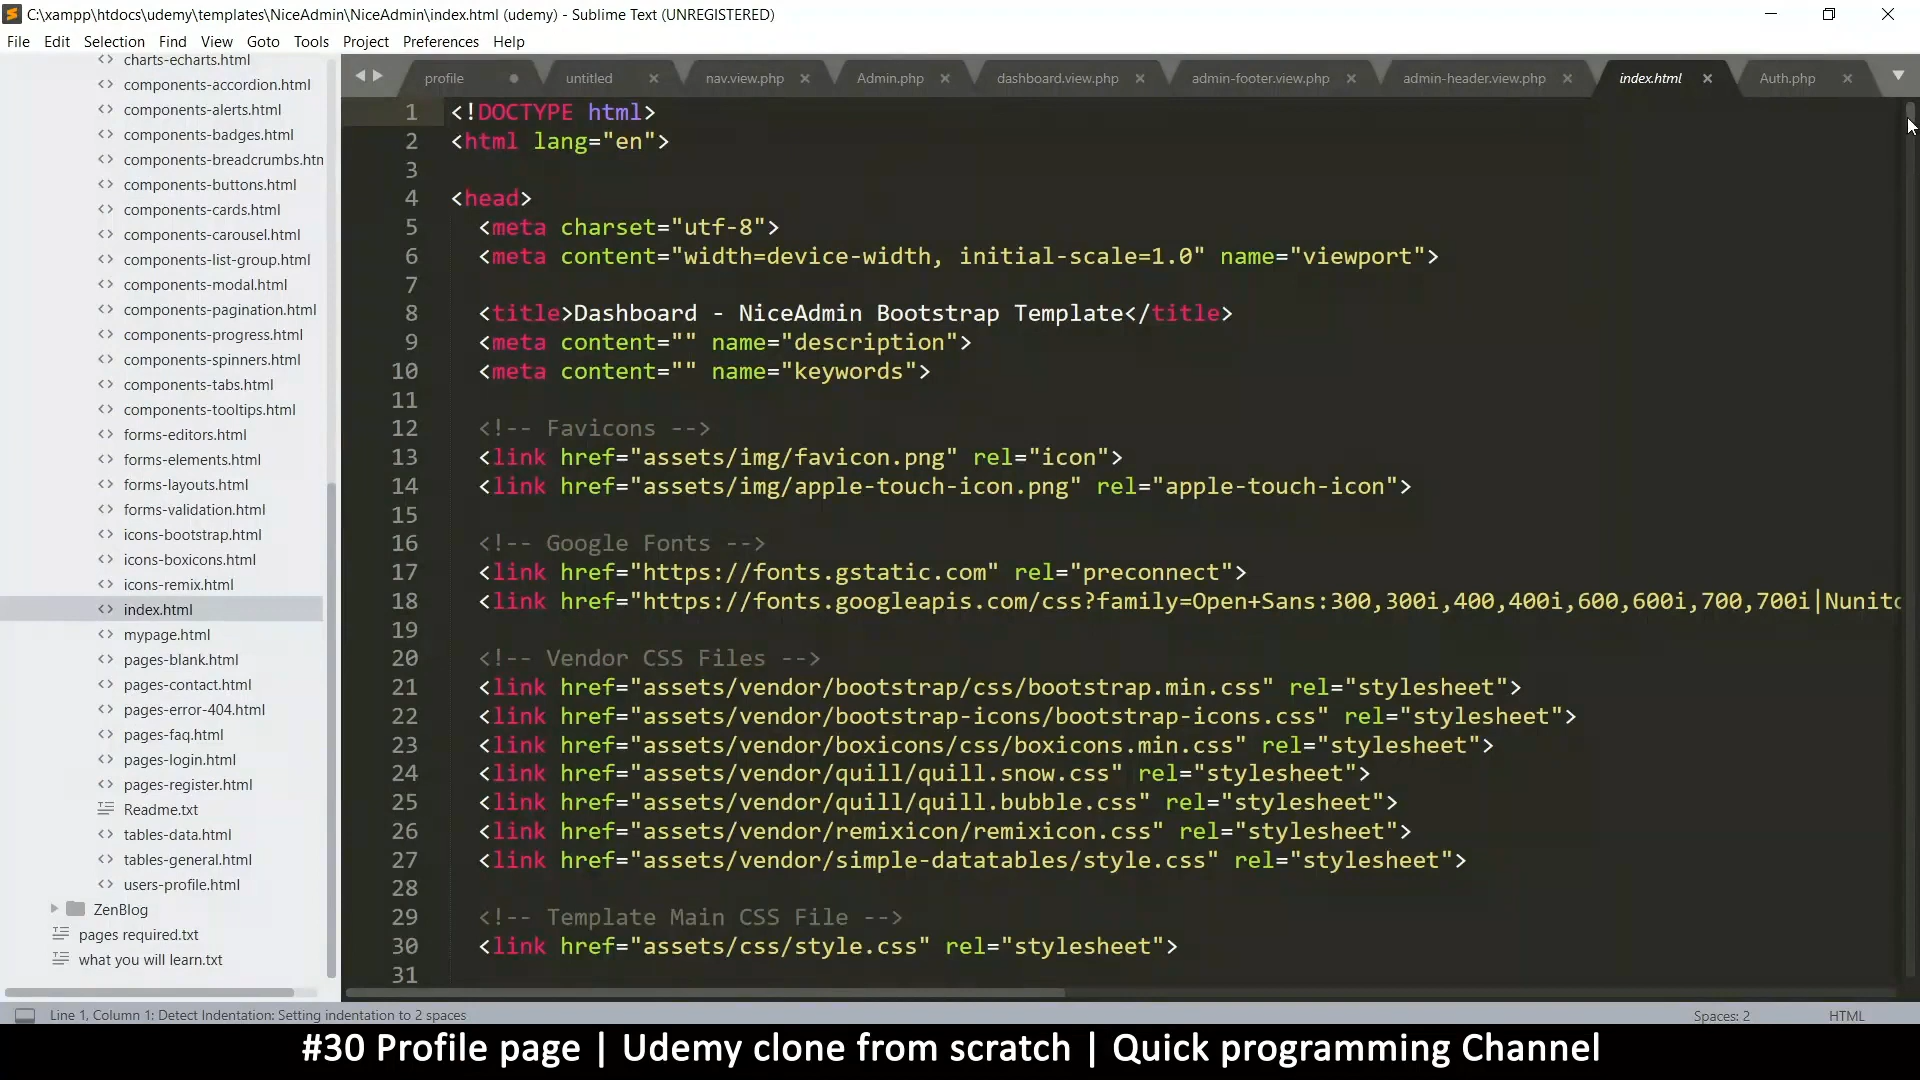 C:\xampp\htdocs\udemy\templates\NiceAdmin\NiceAdmin\index.html (udemy) - Sublime Text (UNREGISTERED)
File Edit Selection Find View Goto Tools Project Preferences Help
profile untitled nav.view.php Admin.php dashboard.view.php admin-footer.view.php admin-header.view.php index.html Auth.php
charts-echarts.html
components-accordion.html
components-alerts.html
components-badges.html
components-breadcrumbs.htm
components-buttons.html
components-cards.html
components-carousel.html
components-list-group.html
components-modal.html
components-pagination.html
components-progress.html
components-spinners.html
components-tabs.html
components-tooltips.html
forms-editors.html
forms-elements.html
forms-layouts.html
forms-validation.html
icons-bootstrap.html
icons-boxicons.html
icons-remix.html
index.html
mypage.html
pages-blank.html
pages-contact.html
pages-error-404.html
pages-faq.html
pages-login.html
pages-register.html
Readme.txt
tables-data.html
tables-general.html
users-profile.html
ZenBlog
pages required.txt
what you will learn.txt
1 <!DOCTYPE html>
2 <html lang="en">
3
4 <head>
5 <meta charset="utf-8">
6 <meta content="width=device-width, initial-scale=1.0" name="viewport">
7
8 <title>Dashboard - NiceAdmin Bootstrap Template</title>
9 <meta content="" name="description">
10 <meta content="" name="keywords">
11
12 <!-- Favicons -->
13 <link href="assets/img/favicon.png" rel="icon">
14 <link href="assets/img/apple-touch-icon.png" rel="apple-touch-icon">
15
16 <!-- Google Fonts -->
17 <link href="https://fonts.gstatic.com" rel="preconnect">
18 <link href="https://fonts.googleapis.com/css?family=Open+Sans:300,300i,400,400i,600,600i,700,700i|Nunito
19
20 <!-- Vendor CSS Files -->
21 <link href="assets/vendor/bootstrap/css/bootstrap.min.css" rel="stylesheet">
22 <link href="assets/vendor/bootstrap-icons/bootstrap-icons.css" rel="stylesheet">
23 <link href="assets/vendor/boxicons/css/boxicons.min.css" rel="stylesheet">
24 <link href="assets/vendor/quill/quill.snow.css" rel="stylesheet">
25 <link href="assets/vendor/quill/quill.bubble.css" rel="stylesheet">
26 <link href="assets/vendor/remixicon/remixicon.css" rel="stylesheet">
27 <link href="assets/vendor/simple-datatables/style.css" rel="stylesheet">
28
29 <!-- Template Main CSS File -->
30 <link href="assets/css/style.css" rel="stylesheet">
31
Line 1, Column 1; Detect Indentation: Setting indentation to 2 spaces
Spaces: 2 HTML
#30 Profile page | Udemy clone from scratch | Quick programming Channel